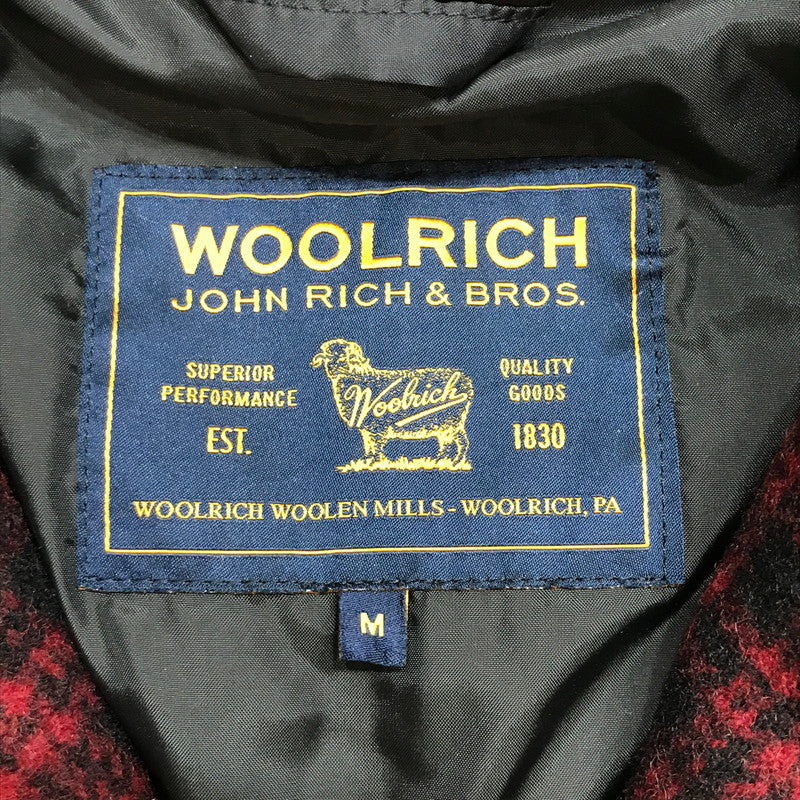 WOOLRICH
JOHN RICH & BROS.
SUPERIOR
PERFORMANCE
EST.
Woolrich
QUALITY
GOODS
1830
WOOLRICH WOOLEN MILLS - WOOLRICH, PA
M